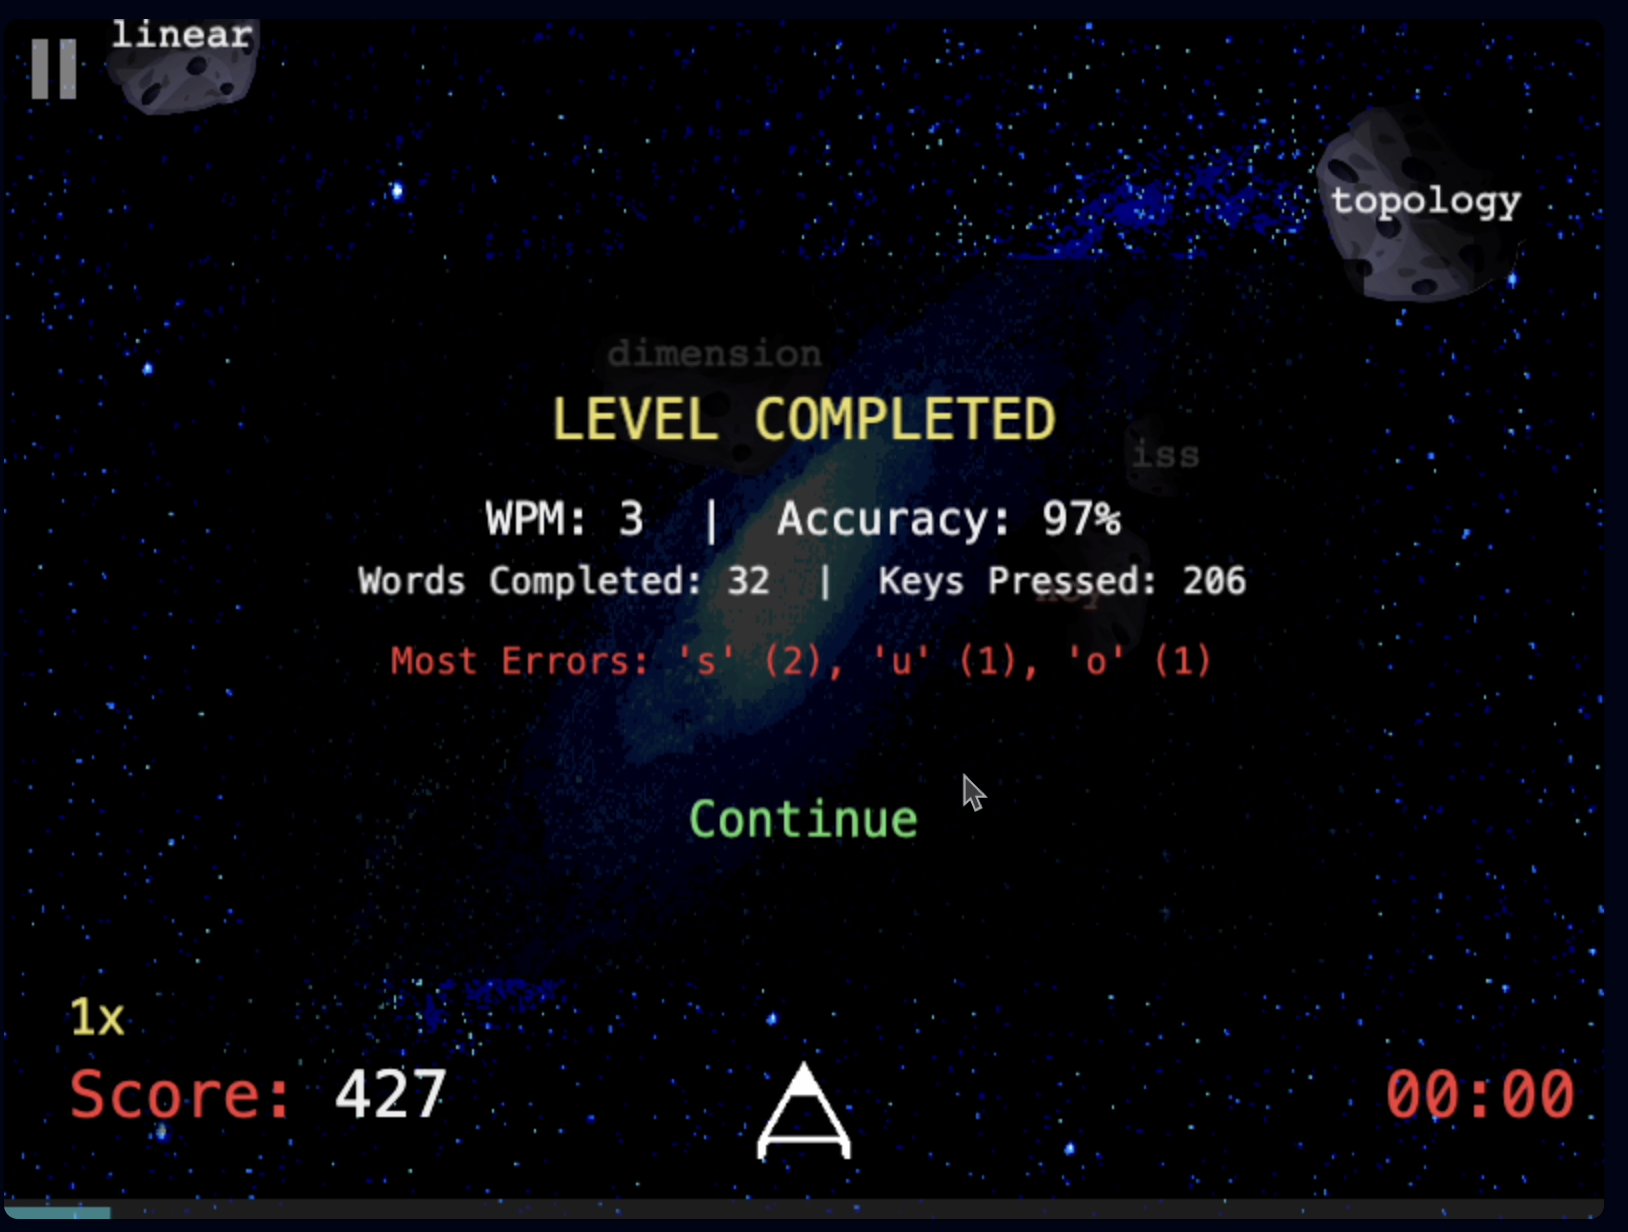 linear
topology
dimension
LEVEL COMPLETED
iss
WPM: 3 | Accuracy: 97%
Words Completed: 32 | Keys Pressed: 206
Most Errors: 's' (2), 'u' (1), 'o' (1)
Continue
1x
Score: 427
00:00